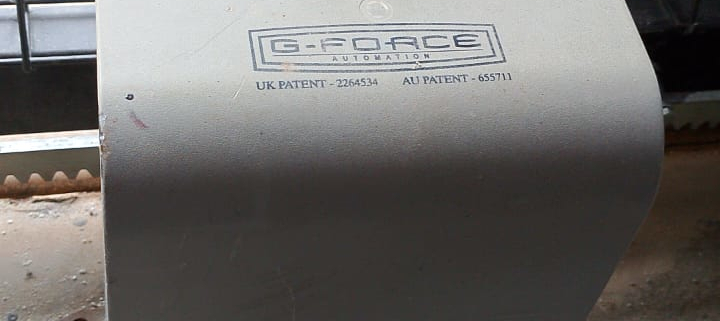 G-FORCE
AUTOMATION
UK PATENT - 2264534 AU PATENT - 655711